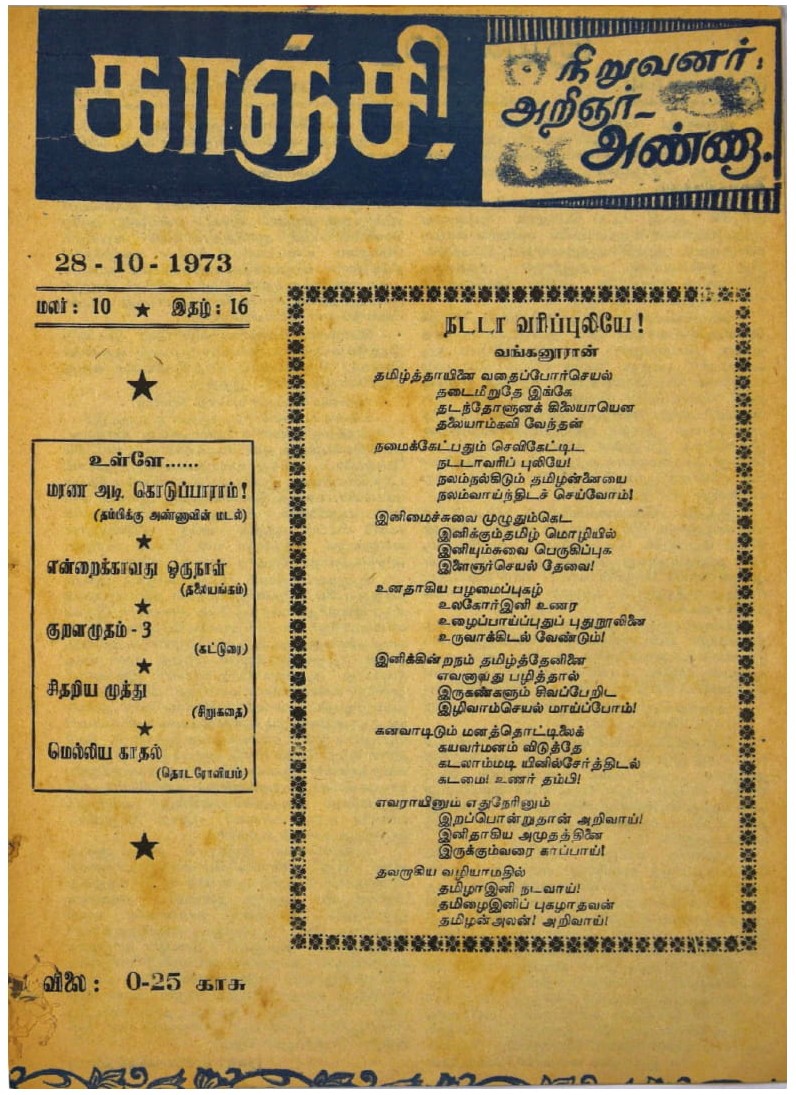 காஞ்சி.
நிறுவனர்:
அறிஞர்_
அண்ணா.
28 - 10 - 1973
மலர் : 10 ★ இதழ் : 16
உள்ளே......
மரண அடி கொடுப்பாராம்!
(தம்பிக்கு அண்ணாவின் மடல்)
என்றைக்காவது ஒருநாள்
(தலையங்கம்)
குறளமுதம் - 3
(கட்டுரை)
சிதறிய முத்து
(சிறுகதை)
மெல்லிய காதல்
(தொடரோவியம்)
விலை : 0-25 காசு
நடடா வரிப்புலியே!
வங்கனூரான்
தமிழ்த்தாயினை வதைப்போர்செயல்
தடைமீறுதே இங்கே
தடந்தோளுனக் கிலையாயென
தலையாம்கவி வேந்தன்
நமைக்கேட்பதும் செவிகேட்டிட
நடடாவரிப் புலியே!
நலம்நல்கிடும் தமிழன்னையை
நலம்வாய்ந்திடச் செய்வோம்!
இனிமைச்சுவை முழுதும்கெட
இனிக்கும்தமிழ் மொழியில்
இனியும்சுவை பெருகிப்புக
இளைஞர்செயல் தேவை!
உனதாகிய பழமைப்புகழ்
உலகோர்இனி உணர
உழைப்பாய்ப்புதுப் புதுநூலினை
உருவாக்கிடல் வேண்டும்!
இனிக்கின்றநம் தமிழ்த்தேனினை
எவனாயது பழித்தால்
இருகண்களும் சிவப்பேறிட
இழிவாம்செயல் மாய்ப்போம்!
கனவாடிடும் மனத்தொட்டிலைக்
கயவர்மனம் விடுத்தே
கடலாம்மடி யினில்சேர்த்திடல்
கடமை! உணர் தம்பி!
எவராயினும் எதுநேரினும்
இறப்பொன்றுதான் அறிவாய்!
இனிதாகிய அமுதத்தினை
இருக்கும்வரை காப்பாய்!
தவறாகிய வழியாமதில்
தமிழாஇனி நடவாய்!
தமிழைஇனிப் புகழாதவன்
தமிழன்அலன்! அறிவாய்!